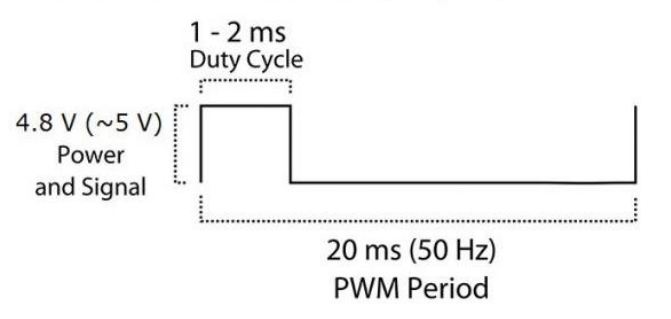 1 - 2 ms
Duty Cycle
4.8 V (~5 V)
Power
and Signal
20 ms (50 Hz)
PWM Period